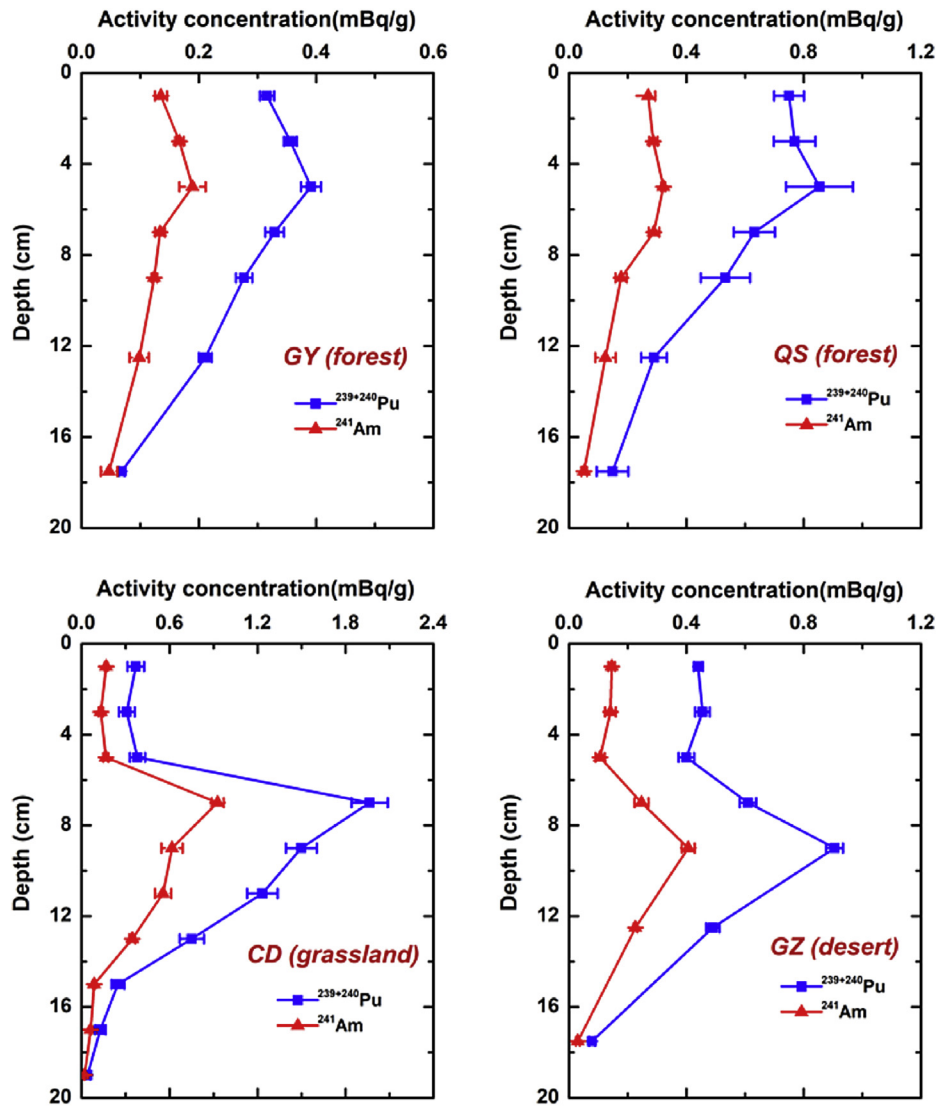 Activity concentration(mBq/g)
0.0 0.2 0.4 0.6
0
4
8
12
16
20
Depth (cm)
GY (forest)
239+240Pu
241Am
Activity concentration(mBq/g)
0.0 0.4 0.8 1.2
0
4
8
12
16
20
Depth (cm)
QS (forest)
239+240Pu
241Am
Activity concentration(mBq/g)
0.0 0.6 1.2 1.8 2.4
0
4
8
12
16
20
Depth (cm)
CD (grassland)
239+240Pu
241Am
Activity concentration(mBq/g)
0.0 0.4 0.8 1.2
0
4
8
12
16
20
Depth (cm)
GZ (desert)
239+240Pu
241Am